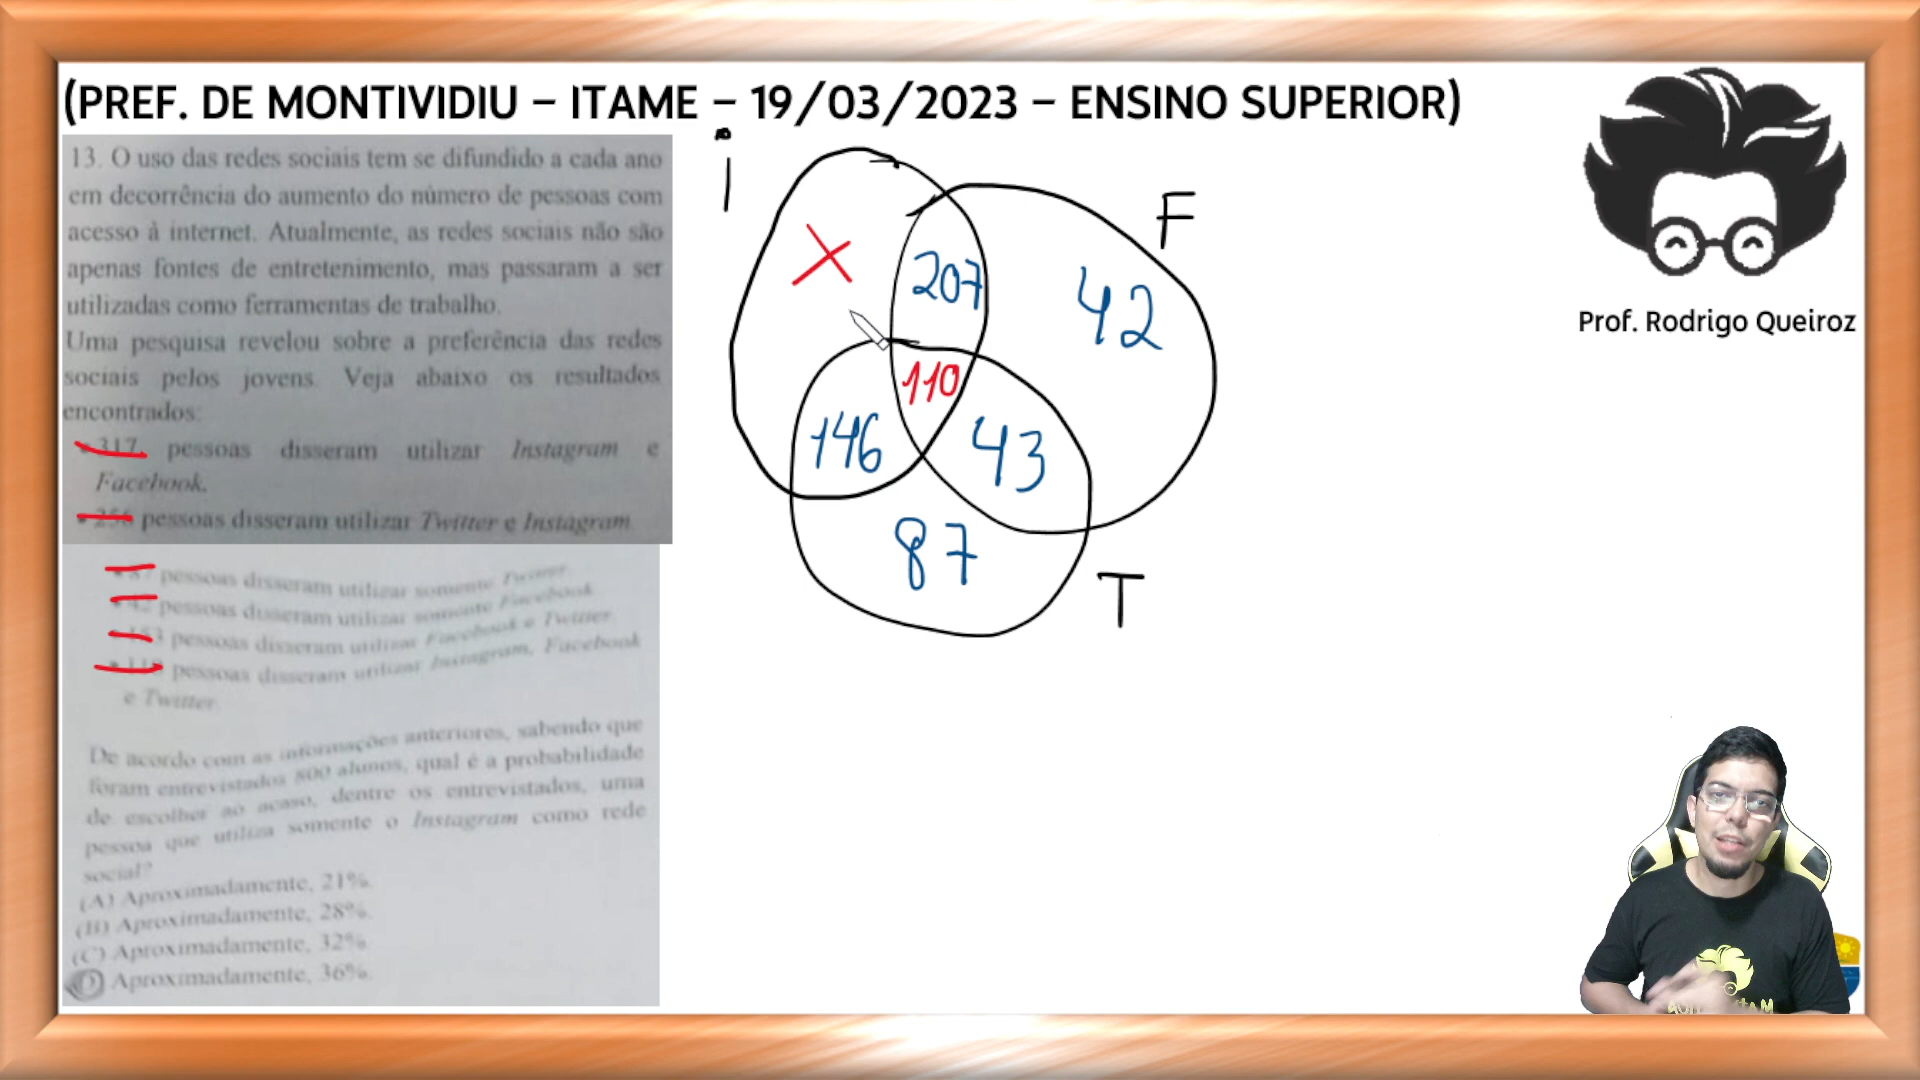 (PREF. DE MONTIVIDIU – ITAME – 19/03/2023 – ENSINO SUPERIOR)
13. O uso das redes sociais tem se difundido a cada ano
em decorrência do aumento do número de pessoas com
acesso à internet. Atualmente, as redes sociais não são
apenas fontes de entretenimento, mas passaram a ser
utilizadas como ferramentas de trabalho.
Uma pesquisa revelou sobre a preferência das redes
sociais pelos jovens. Veja abaixo os resultados
encontrados:
• 317 pessoas disseram utilizar Instagram e
Facebook.
• 256 pessoas disseram utilizar Twitter e Instagram.
• 87 pessoas disseram utilizar somente Twitter.
• 42 pessoas disseram utilizar somente Facebook.
• 153 pessoas disseram utilizar Facebook e Twitter.
• 110 pessoas disseram utilizar Instagram, Facebook
e Twitter.
De acordo com as informações anteriores, sabendo que
foram entrevistados 800 alunos, qual é a probabilidade
de escolher ao acaso, dentre os entrevistados, uma
pessoa que utiliza somente o Instagram como rede
social?
(A) Aproximadamente, 21%.
(B) Aproximadamente, 28%.
(C) Aproximadamente, 32%.
(D) Aproximadamente, 36%.
i
F
X
207
42
110
146
43
87
T
Prof. Rodrigo Queiroz